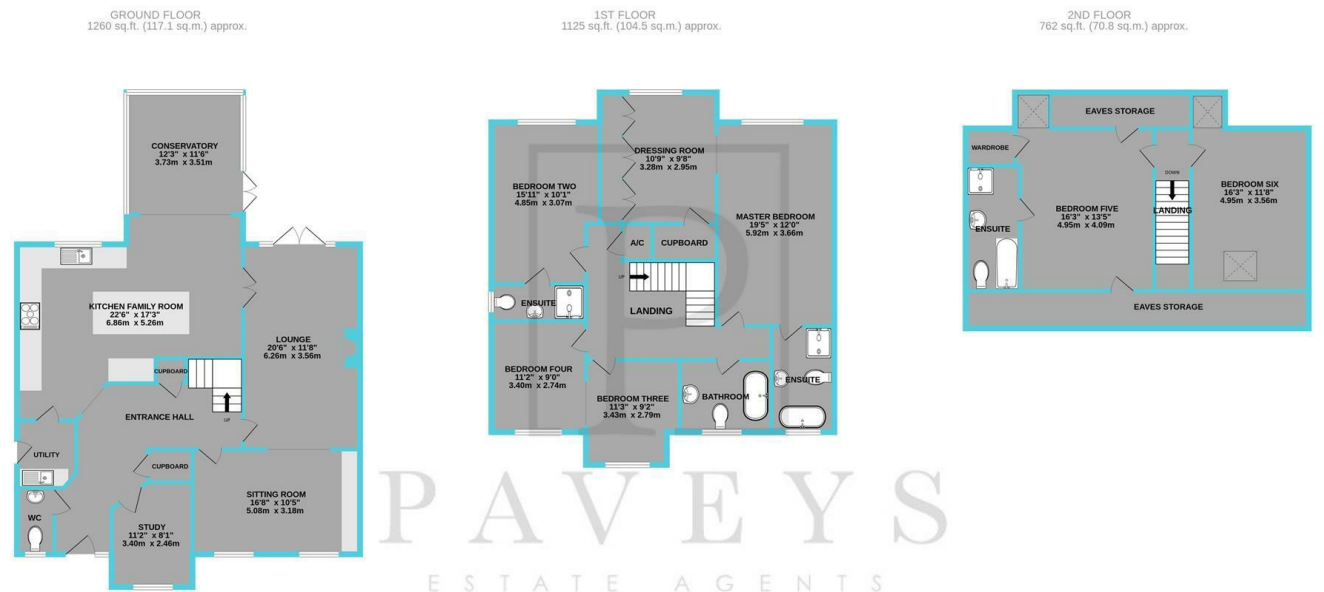 GROUND FLOOR
1260 sq.ft. (117.1 sq.m.) approx.
1ST FLOOR
1125 sq.ft. (104.5 sq.m.) approx.
2ND FLOOR
762 sq.ft. (70.8 sq.m.) approx.
CONSERVATORY
12'3" x 11'6"
3.73m x 3.51m
KITCHEN FAMILY ROOM
22'6" x 17'3"
6.86m x 5.26m
LOUNGE
20'6" x 11'8"
6.26m x 3.56m
CUPBOARD
ENTRANCE HALL
UP
UTILITY
CUPBOARD
WC
STUDY
11'2" x 8'1"
3.40m x 2.46m
SITTING ROOM
16'8" x 10'5"
5.08m x 3.18m
DRESSING ROOM
10'9" x 9'8"
3.28m x 2.95m
BEDROOM TWO
15'11" x 10'1"
4.85m x 3.07m
MASTER BEDROOM
19'5" x 12'0"
5.92m x 3.66m
A/C
CUPBOARD
UP
ENSUITE
LANDING
BEDROOM FOUR
11'2" x 9'0"
3.40m x 2.74m
BEDROOM THREE
11'3" x 9'2"
3.43m x 2.79m
BATHROOM
ENSUITE
EAVES STORAGE
WARDROBE
BEDROOM FIVE
16'3" x 13'5"
4.95m x 4.09m
ENSUITE
DOWN
LANDING
BEDROOM SIX
16'3" x 11'8"
4.95m x 3.56m
EAVES STORAGE
P
PAVEYS
ESTATE AGENTS